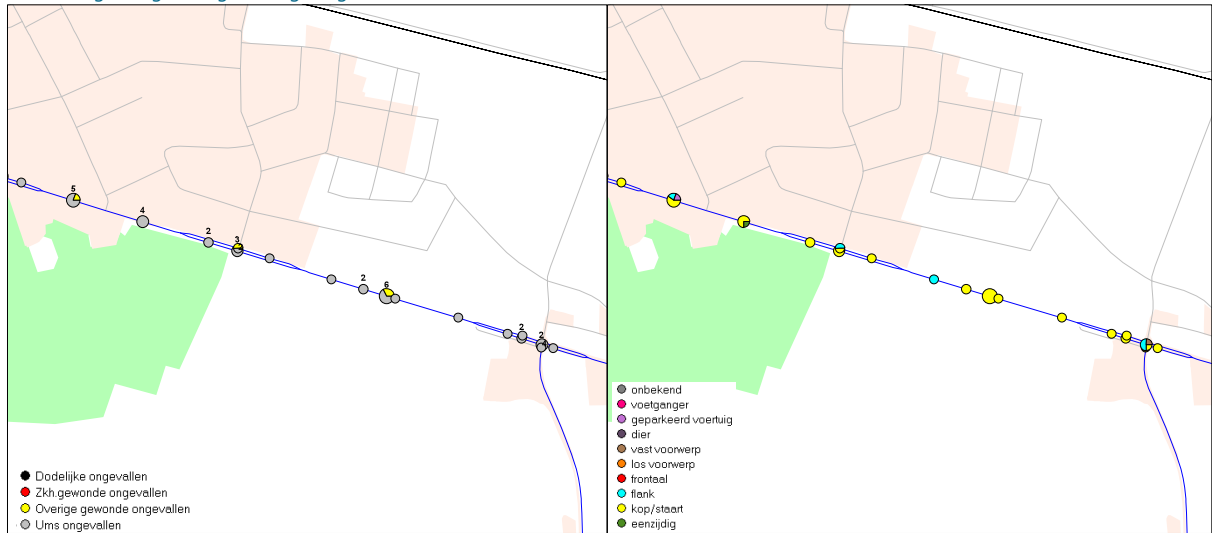 5
4
2
3
2
6
2
2
4
Dodelijke ongevallen
Zkh.gewonde ongevallen
Overige gewonde ongevallen
Ums ongevallen
onbekend
voetganger
geparkeerd voertuig
dier
vast voorwerp
los voorwerp
frontaal
flank
kop/staart
eenzijdig